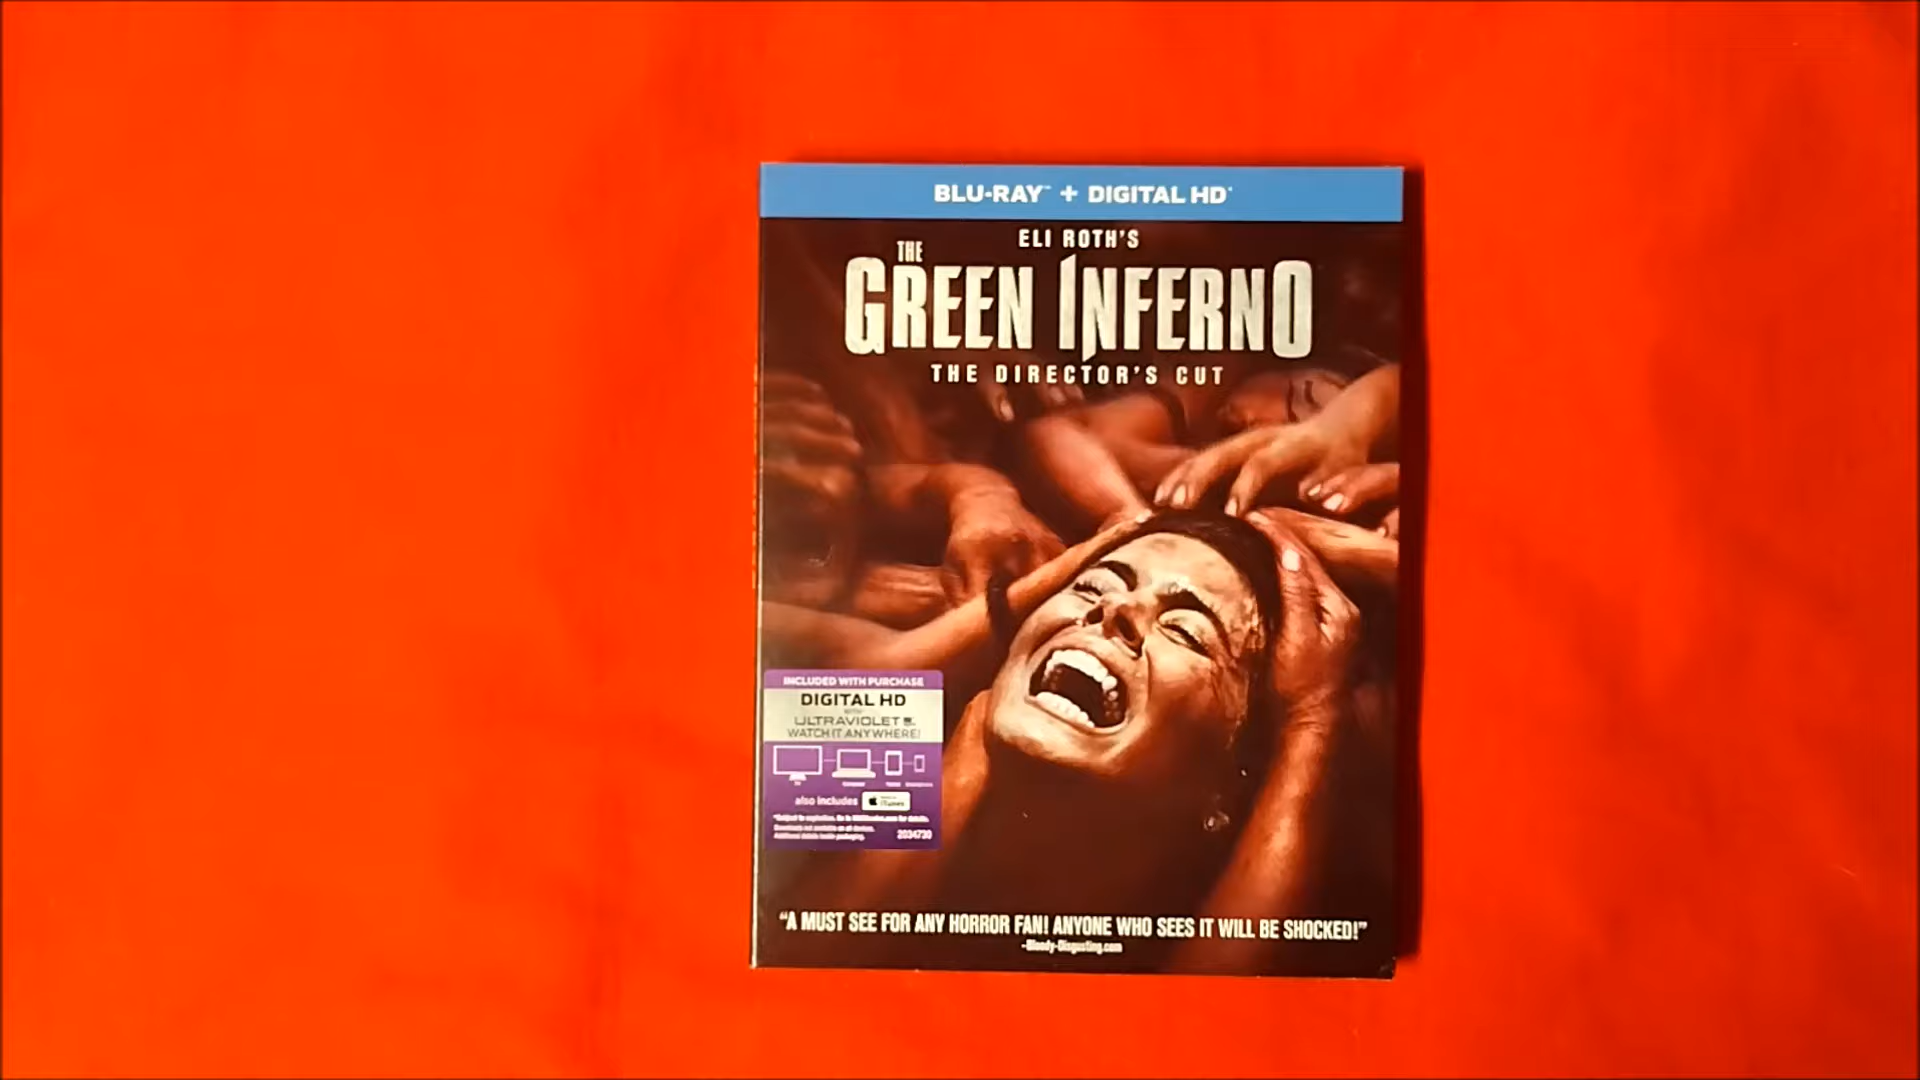 BLU-RAY™ + DIGITAL HD
ELI ROTH'S
THE
GREEN INFERNO
THE DIRECTOR'S CUT
INCLUDED WITH PURCHASE
DIGITAL HD
WITH
ULTRAVIOLET
WATCH IT ANYWHERE!
also includes iTunes
2034730
“A MUST SEE FOR ANY HORROR FAN! ANYONE WHO SEES IT WILL BE SHOCKED!”
-Bloody-Disgusting.com